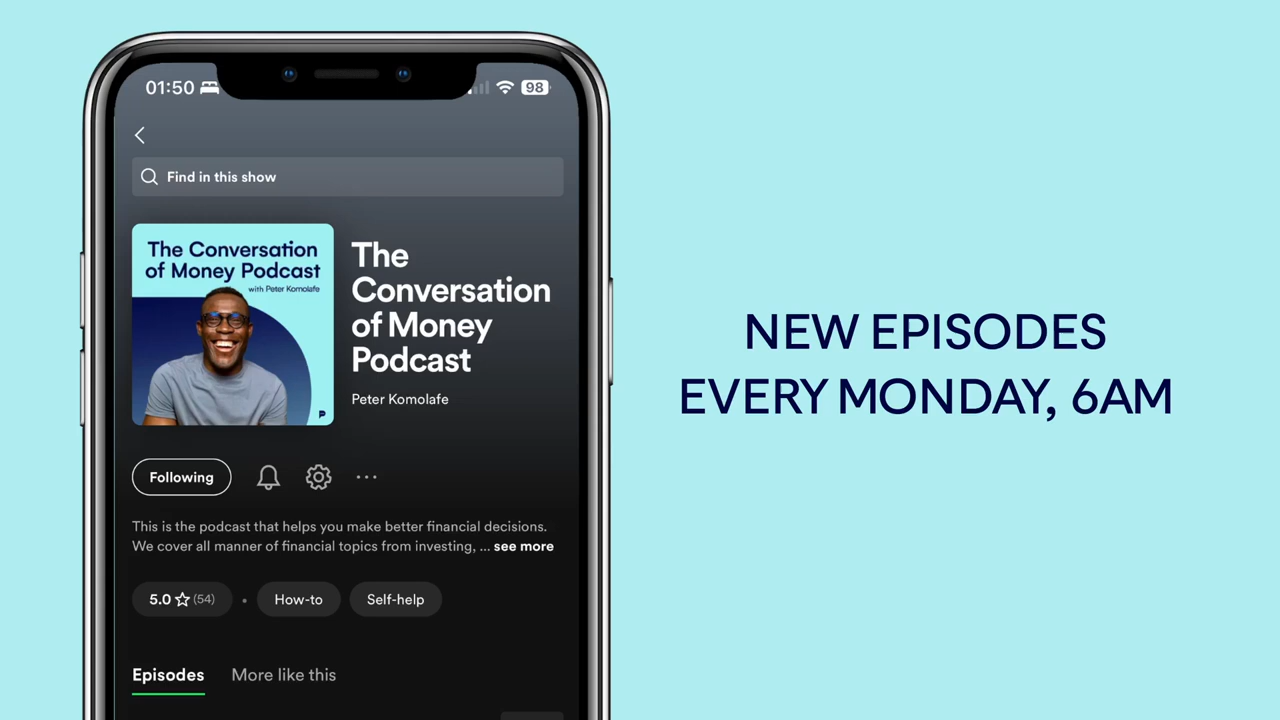 01:50
98
Find in this show
The Conversation
of Money Podcast
with Peter Komolafe
The
Conversation
of Money
Podcast
Peter Komolafe
Following
This is the podcast that helps you make better financial decisions.
We cover all manner of financial topics from investing, ... see more
5.0 (54)
How-to
Self-help
Episodes
More like this
NEW EPISODES
EVERY MONDAY, 6AM